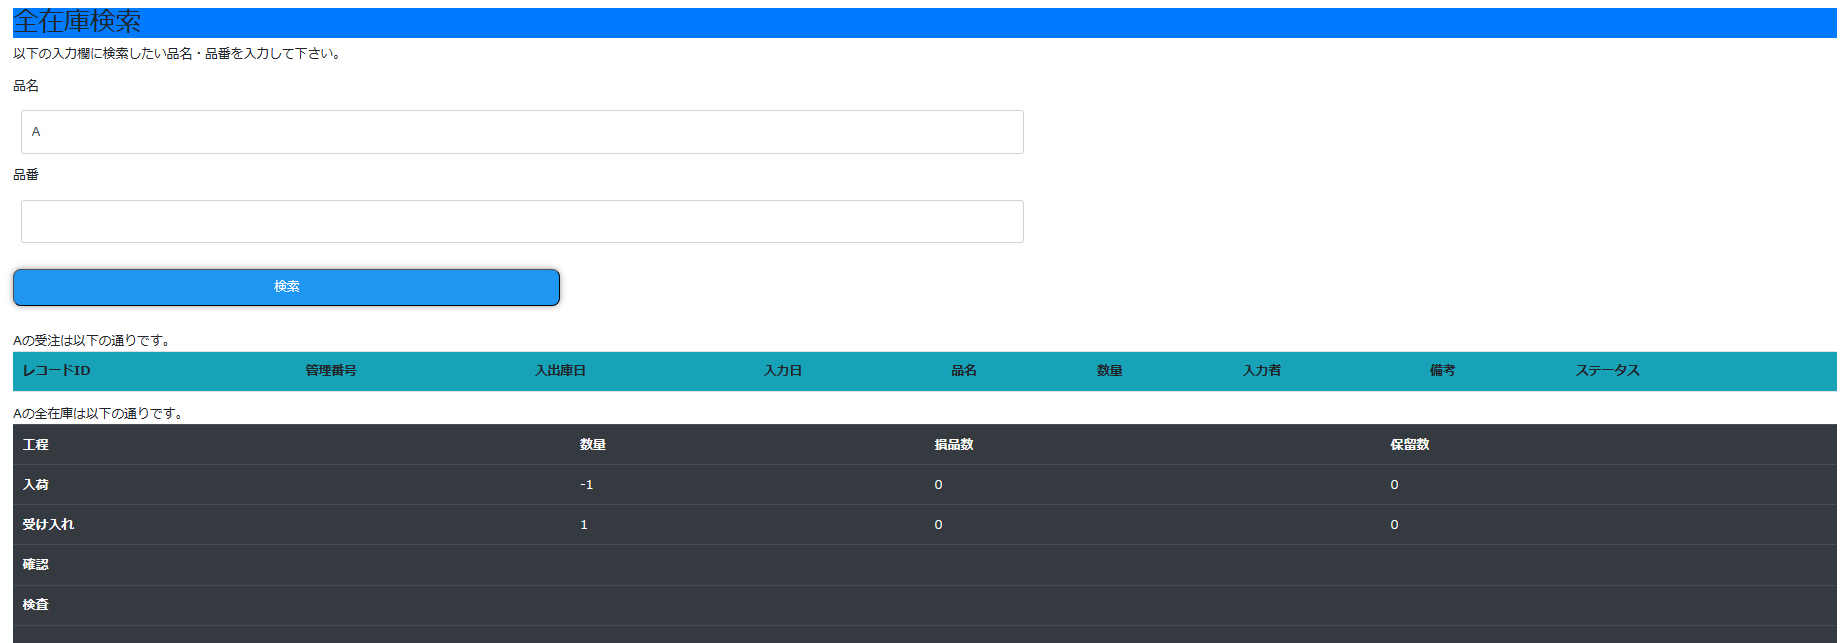 全在庫検索
以下の入力欄に検索したい品名・品番を入力して下さい。
品名
A
品番
検索
Aの受注は以下の通りです。
レコードID 管理番号 入出庫日 入力日 品名 数量 入力者 備考 ステータス
Aの全在庫は以下の通りです。
工程 数量 損品数 保留数
入荷 -1 0 0
受け入れ 1 0 0
確認
検査